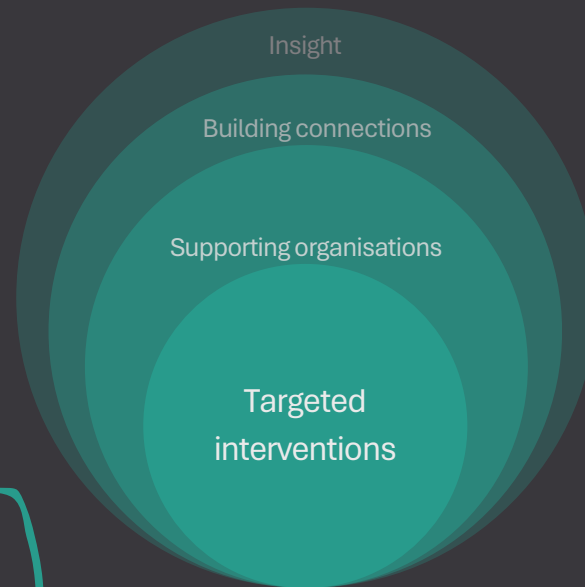 Insight
Building connections
Supporting organisations
Targeted
interventions